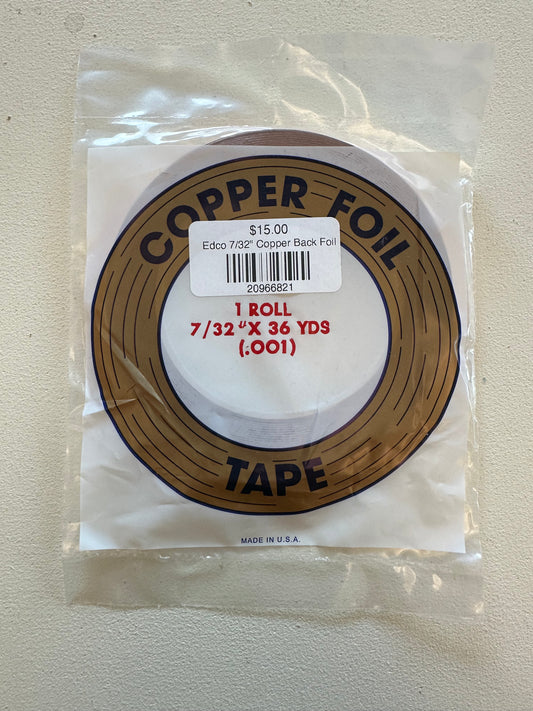 COPPER FOIL
$15.00
Edco 7/32" Copper Back Foil
20966821
1 ROLL
7/32 "X 36 YDS
(.001)
TAPE
MADE IN U.S.A.